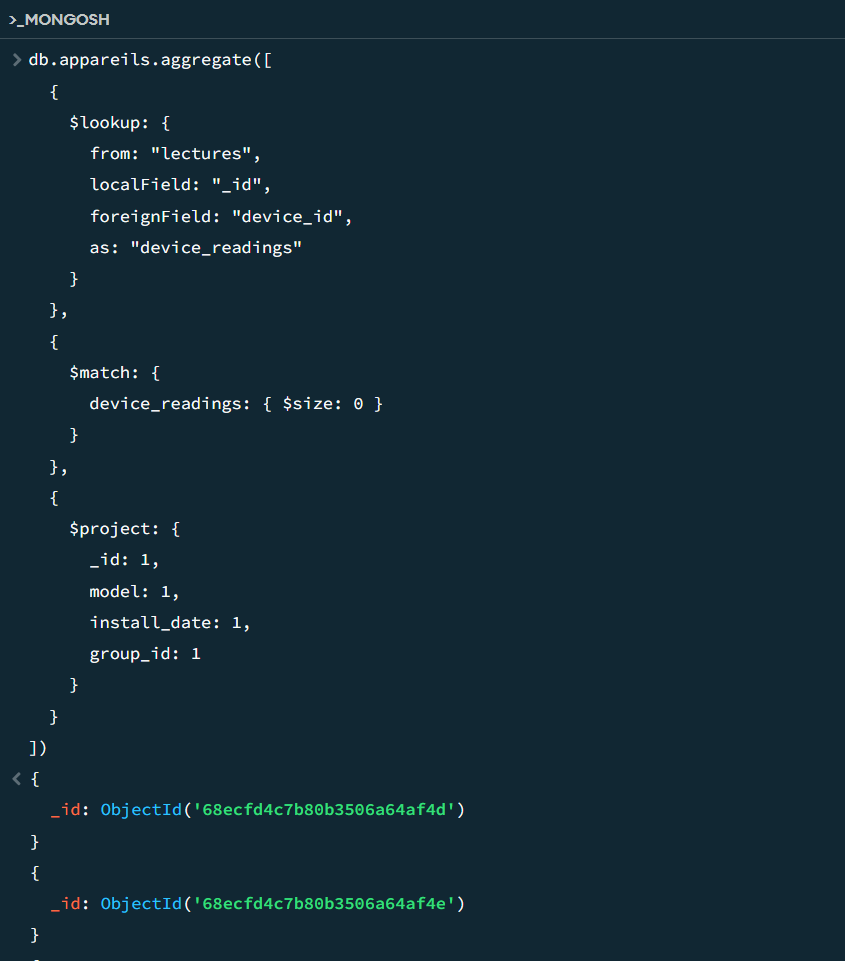 >_MONGOSH
> db.appareils.aggregate([
{
$lookup: {
from: "lectures",
localField: "_id",
foreignField: "device_id",
as: "device_readings"
}
},
{
$match: {
device_readings: { $size: 0 }
}
},
{
$project: {
_id: 1,
model: 1,
install_date: 1,
group_id: 1
}
}
])
< {
_id: ObjectId('68ecfd4c7b80b3506a64af4d')
}
{
_id: ObjectId('68ecfd4c7b80b3506a64af4e')
}